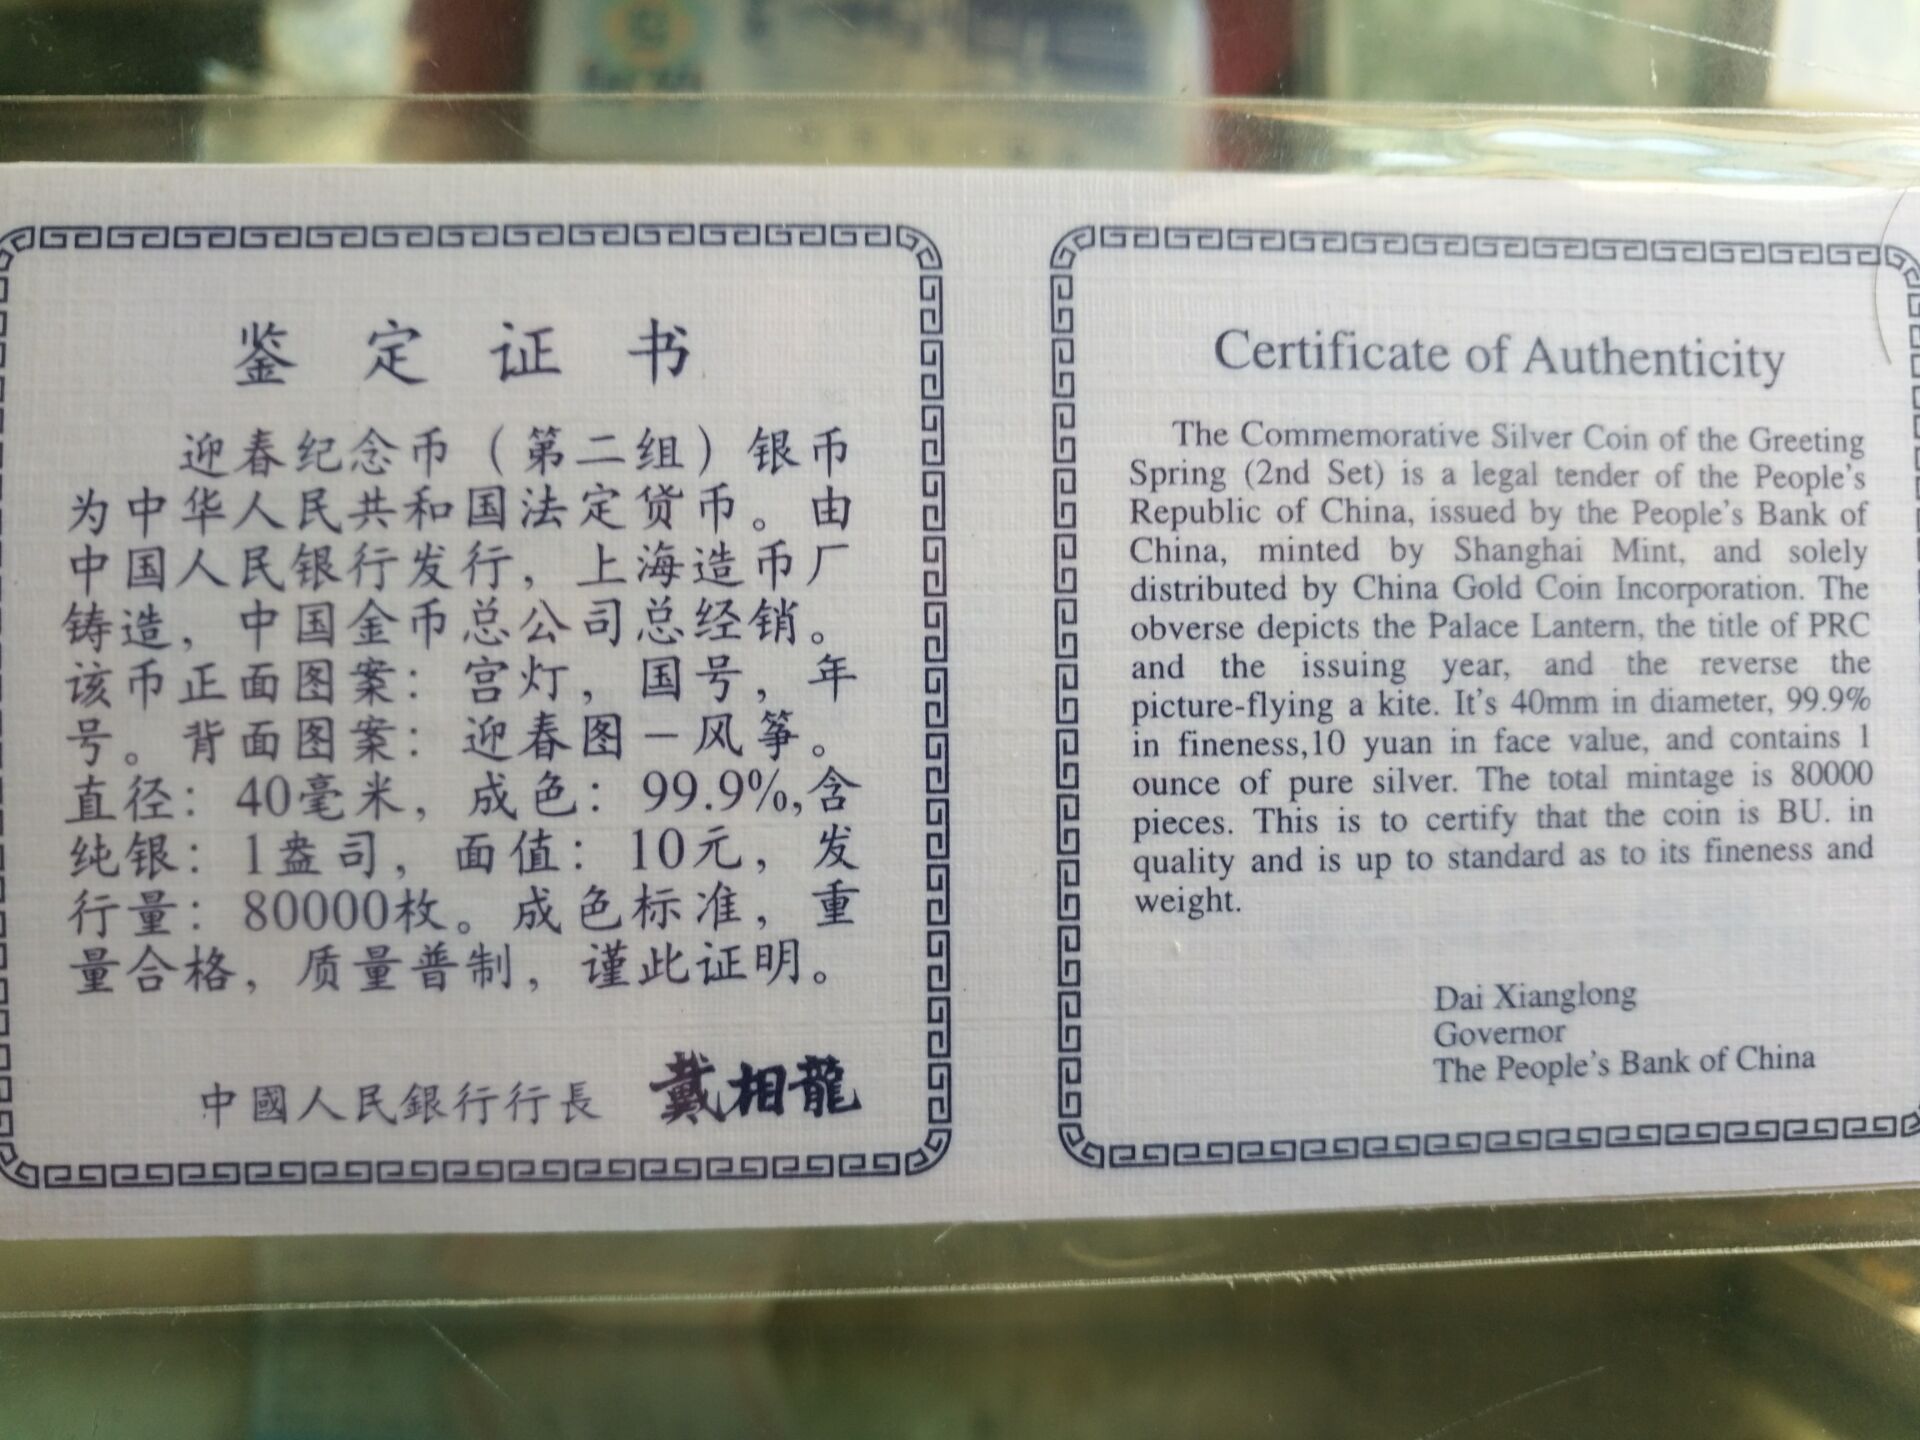 鉴定证书
迎春纪念币（第二组）银币
为中华人民共和国法定货币。由
中国人民银行发行，上海造币厂
铸造，中国金币总公司总经销。
该币正面图案：宫灯，国号，年
号。背面图案：迎春图－风筝。
直径：40毫米，成色：99.9%,含
纯银：1盎司，面值：10元，发
行量：80000枚。成色标准，重
量合格，质量普制，谨此证明。
中國人民銀行行長 戴相龍
Certificate of Authenticity
The Commemorative Silver Coin of the Greeting
Spring (2nd Set) is a legal tender of the People's
Republic of China, issued by the People's Bank of
China, minted by Shanghai Mint, and solely
distributed by China Gold Coin Incorporation. The
obverse depicts the Palace Lantern, the title of PRC
and the issuing year, and the reverse the
picture-flying a kite. It's 40mm in diameter, 99.9%
in fineness,10 yuan in face value, and contains 1
ounce of pure silver. The total mintage is 80000
pieces. This is to certify that the coin is BU. in
quality and is up to standard as to its fineness and
weight.
Dai Xianglong
Governor
The People's Bank of China